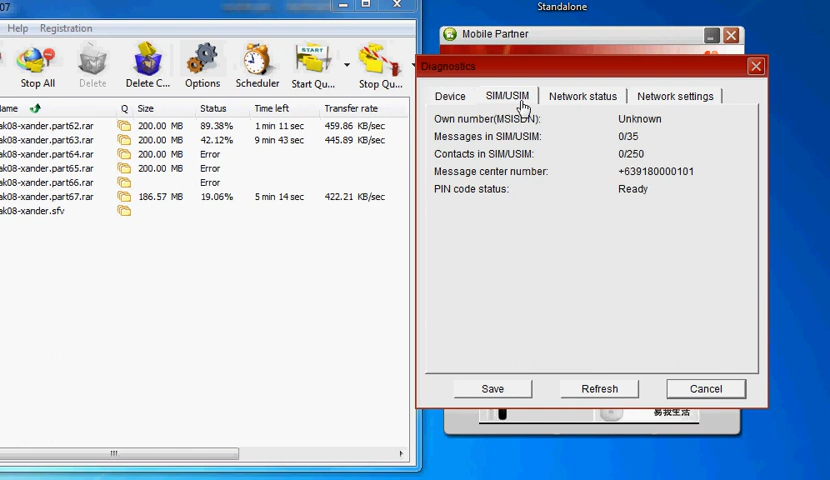 07
Standalone
Help Registration
Mobile Partner
Stop All Delete Delete C... Options Scheduler Start Qu... Stop Qu...
Diagnostics
Device SIM/USIM Network status Network settings
ame Q Size Status Time left Transfer rate
ak08-xander.part62.rar 200.00 MB 89.38% 1 min 11 sec 459.86 KB/sec
ak08-xander.part63.rar 200.00 MB 42.12% 9 min 43 sec 445.89 KB/sec
ak08-xander.part64.rar 200.00 MB Error
ak08-xander.part65.rar 200.00 MB Error
ak08-xander.part66.rar Error
ak08-xander.part67.rar 186.57 MB 19.06% 5 min 14 sec 422.21 KB/sec
ak08-xander.sfv
Own number(MSISDN): Unknown
Messages in SIM/USIM: 0/35
Contacts in SIM/USIM: 0/250
Message center number: +639180000101
PIN code status: Ready
Save Refresh Cancel
易我生活